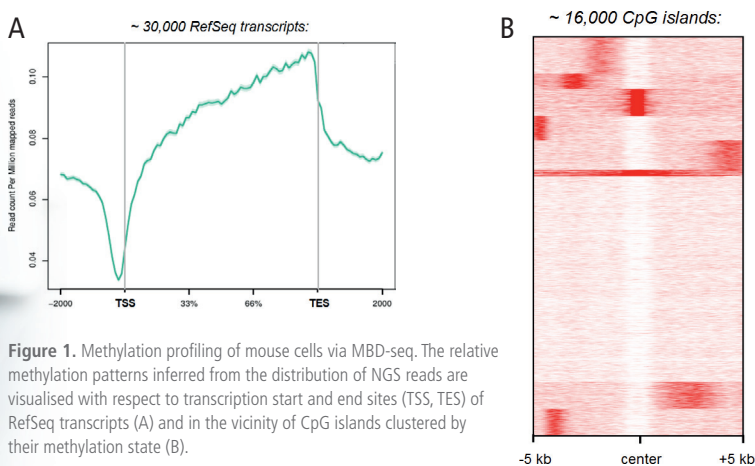 A
~ 30,000 RefSeq transcripts:
Read count Per Million mapped reads
0.10
0.08
0.06
0.04
−2000
TSS
33%
66%
TES
2000
Figure 1. Methylation profiling of mouse cells via MBD-seq. The relative
methylation patterns inferred from the distribution of NGS reads are
visualised with respect to transcription start and end sites (TSS, TES) of
RefSeq transcripts (A) and in the vicinity of CpG islands clustered by
their methylation state (B).
B
~ 16,000 CpG islands:
-5 kb
center
+5 kb